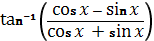 tan⁻¹ ( (cos x − sin x) / (cos x + sin x) )